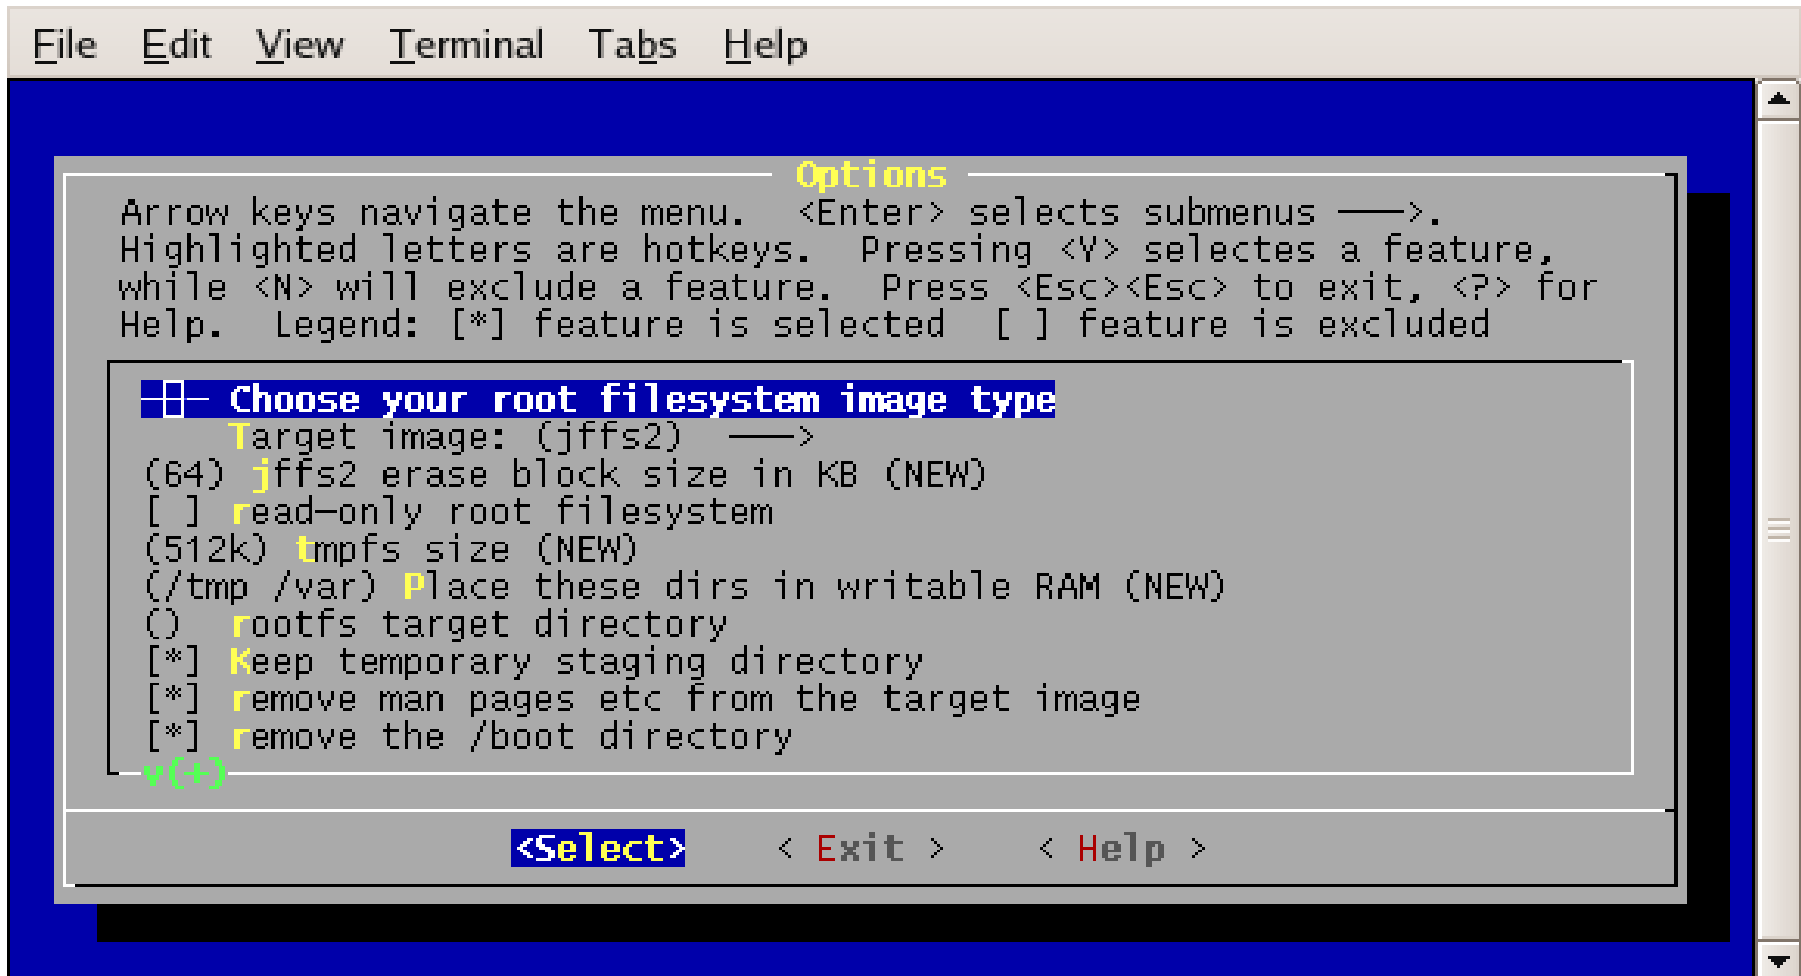 File Edit View Terminal Tabs Help
Options
Arrow keys navigate the menu.  <Enter> selects submenus --->.
Highlighted letters are hotkeys.  Pressing <Y> selectes a feature,
while <N> will exclude a feature.  Press <Esc><Esc> to exit, <?> for
Help.  Legend: [*] feature is selected  [ ] feature is excluded
--- Choose your root filesystem image type
Target image: (jffs2)  --->
(64) jffs2 erase block size in KB (NEW)
[ ] read-only root filesystem
(512k) tmpfs size (NEW)
(/tmp /var) Place these dirs in writable RAM (NEW)
()  rootfs target directory
[*] Keep temporary staging directory
[*] remove man pages etc from the target image
[*] remove the /boot directory
v(+)
<Select> < Exit > < Help >